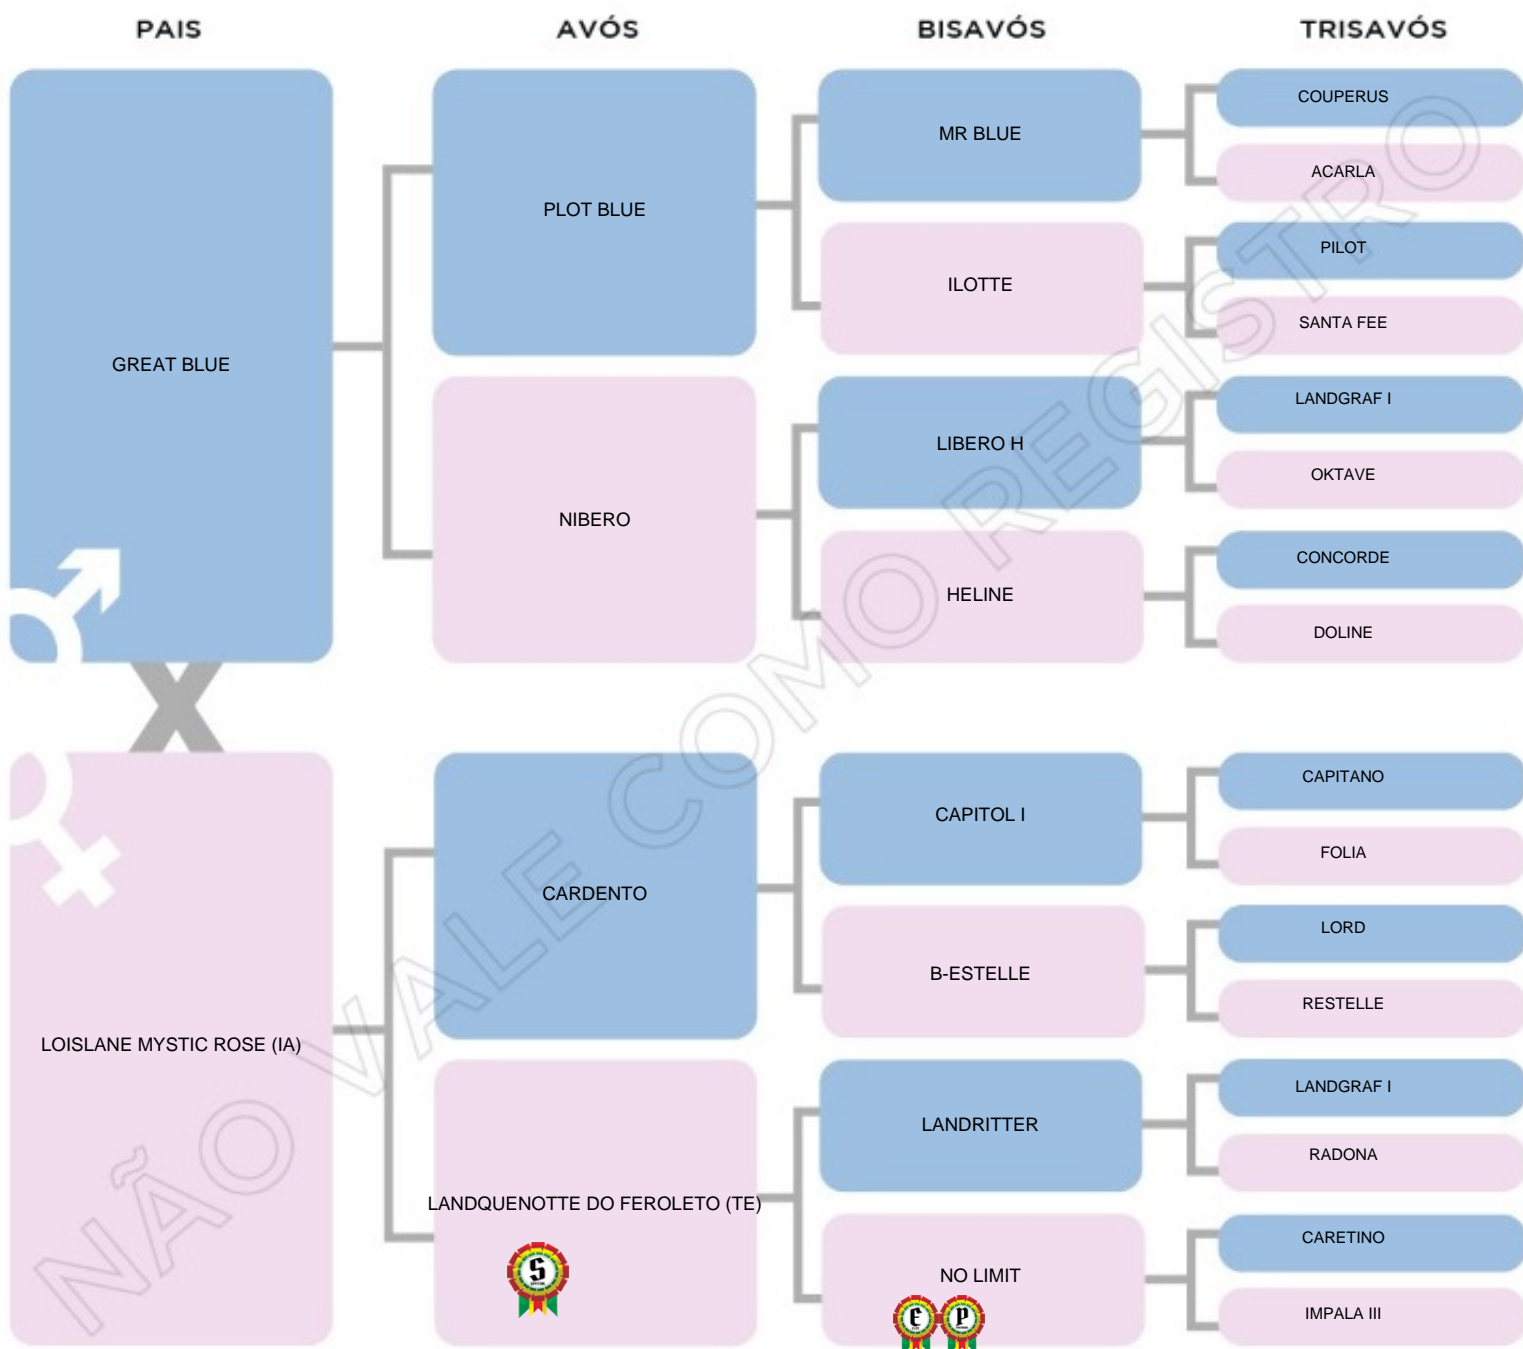 PAIS
AVÓS
BISAVÓS
TRISAVÓS
GREAT BLUE
PLOT BLUE
NIBERO
MR BLUE
ILOTTE
LIBERO H
HELINE
COUPERUS
ACARLA
PILOT
SANTA FEE
LANDGRAF I
OKTAVE
CONCORDE
DOLINE
X
LOISLANE MYSTIC ROSE (IA)
CARDENTO
LANDQUENOTTE DO FEROLETO (TE)
S
CAPITOL I
B-ESTELLE
LANDRITTER
NO LIMIT
E
P
CAPITANO
FOLIA
LORD
RESTELLE
LANDGRAF I
RADONA
CARETINO
IMPALA III
NÃO VALE COMO REGISTRO